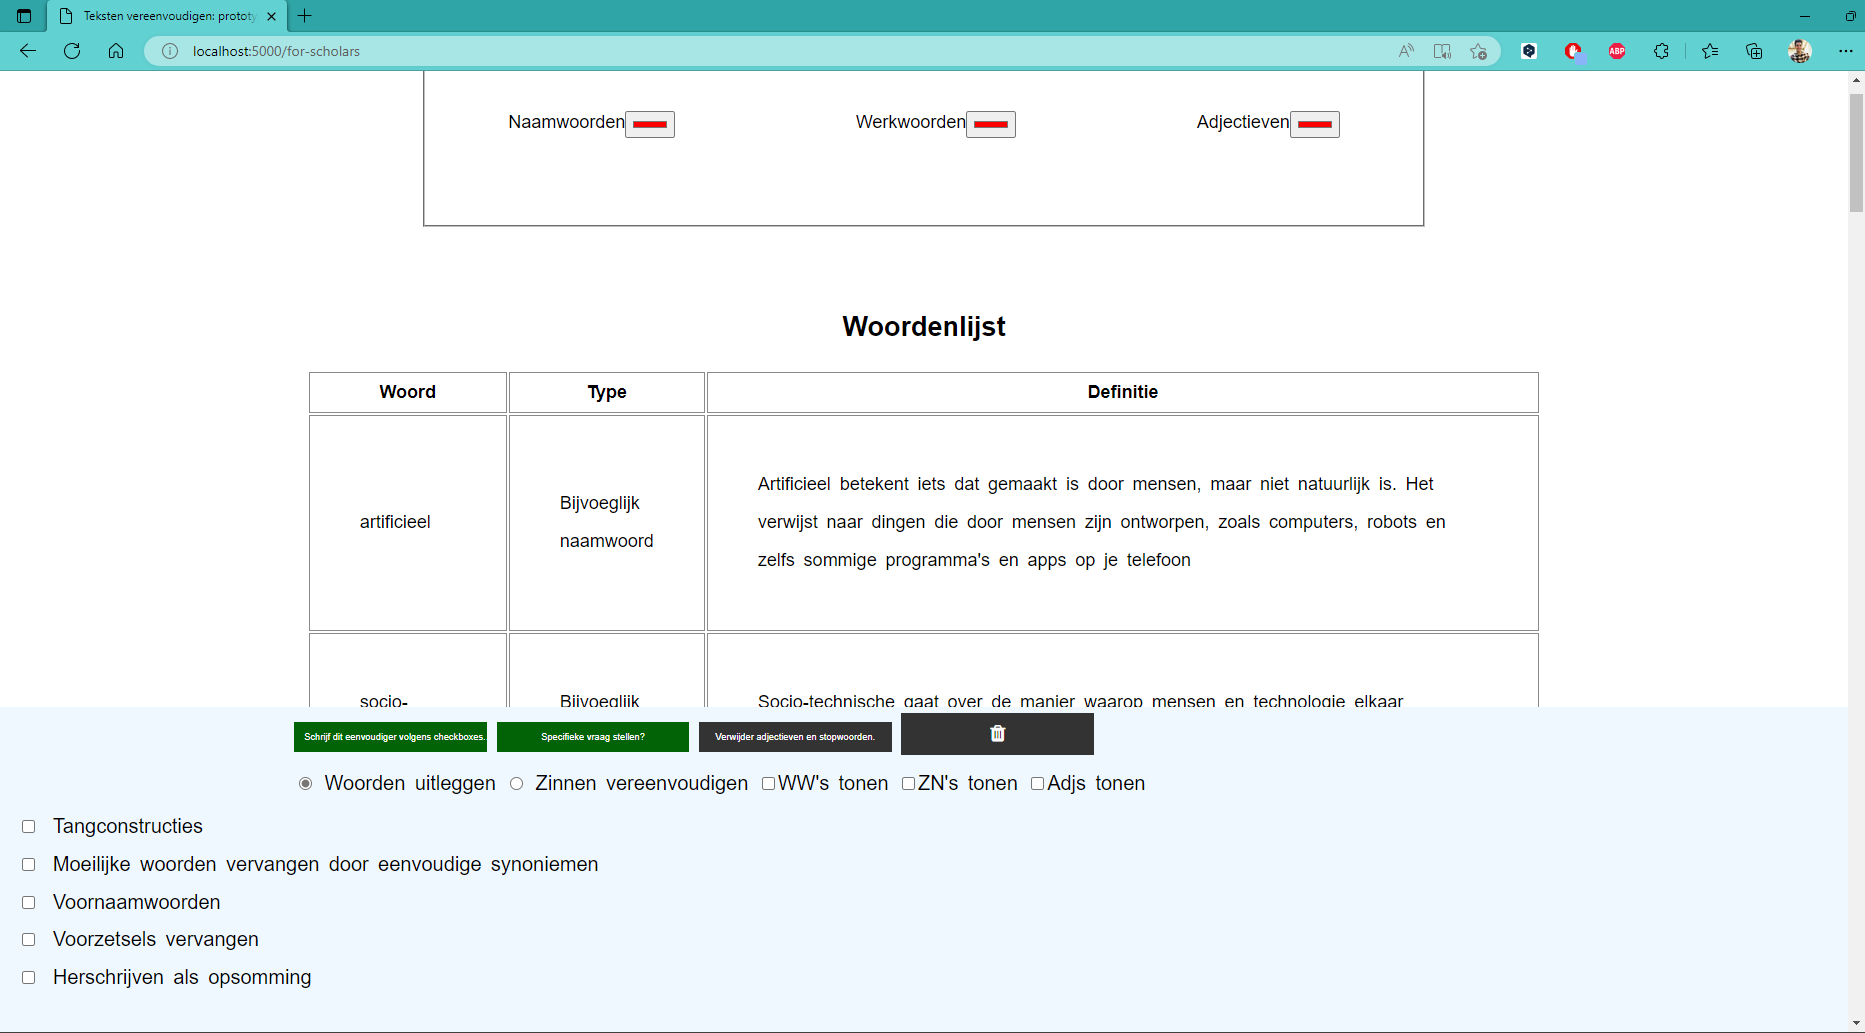 Teksten vereenvoudigen: prototy
localhost:5000/for-scholars
ABP
Naamwoorden Werkwoorden Adjectieven
Woordenlijst
Woord Type Definitie
artificieel
Bijvoeglijk
naamwoord
Artificieel betekent iets dat gemaakt is door mensen, maar niet natuurlijk is. Het
verwijst naar dingen die door mensen zijn ontworpen, zoals computers, robots en
zelfs sommige programma's en apps op je telefoon
socio-
Bijvoeglijk
Socio-technische gaat over de manier waarop mensen en technologie elkaar
Schrijf dit eenvoudiger volgens checkboxes. Specifieke vraag stellen? Verwijder adjectieven en stopwoorden.
Woorden uitleggen Zinnen vereenvoudigen WW's tonen ZN's tonen Adjs tonen
Tangconstructies
Moeilijke woorden vervangen door eenvoudige synoniemen
Voornaamwoorden
Voorzetsels vervangen
Herschrijven als opsomming